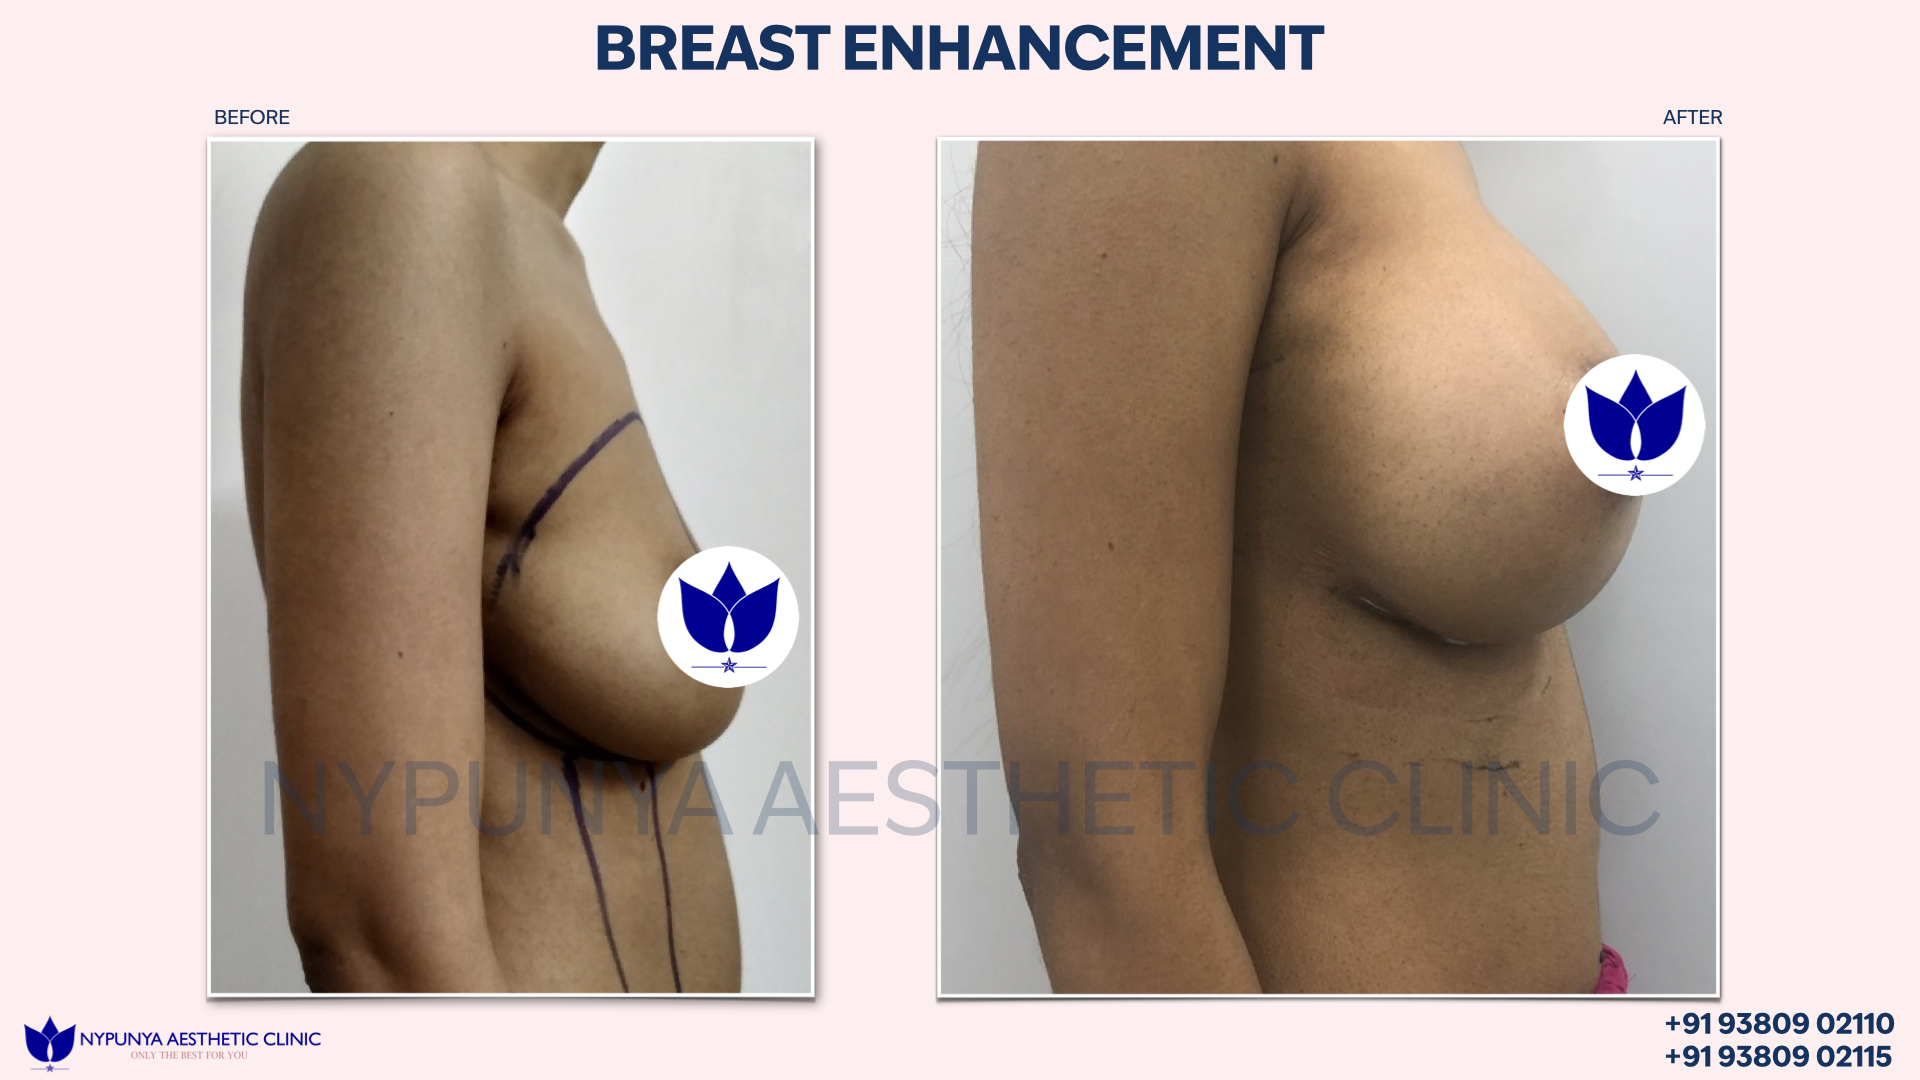 BREAST ENHANCEMENT
BEFORE
AFTER
NYPUNYA AESTHETIC CLINIC
NYPUNYA AESTHETIC CLINIC
ONLY THE BEST FOR YOU
+91 93809 02110
+91 93809 02115